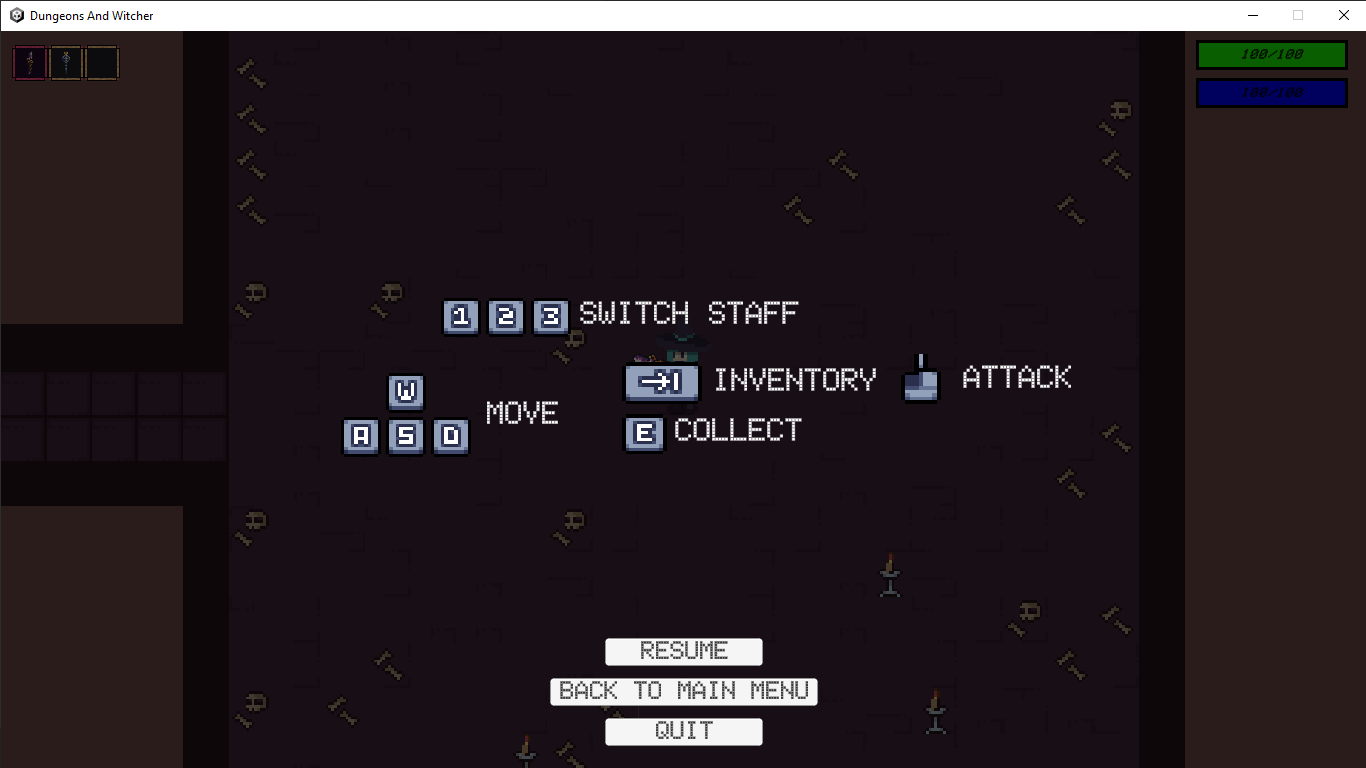 Dungeons And Witcher
100/100
100/100
1 2 3 SWITCH STAFF
W
A S D MOVE
INVENTORY
ATTACK
E COLLECT
RESUME
BACK TO MAIN MENU
QUIT